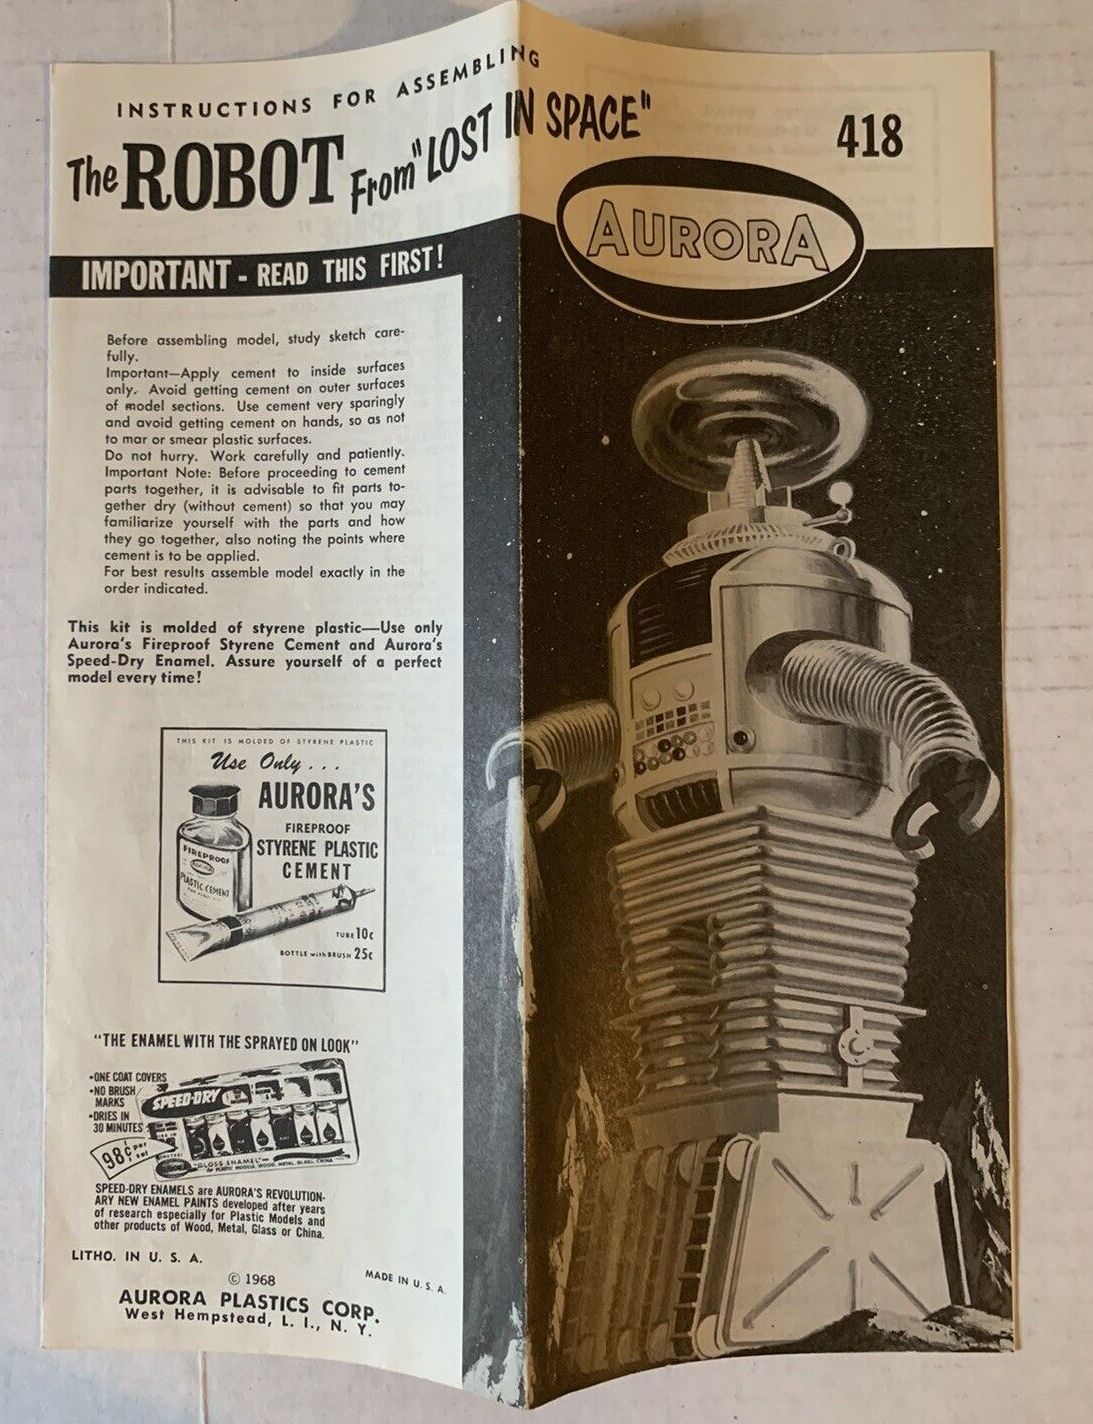 INSTRUCTIONS FOR ASSEMBLING
The ROBOT From "LOST IN SPACE"
418
AURORA
IMPORTANT - READ THIS FIRST!
Before assembling model, study sketch care-
fully.
Important—Apply cement to inside surfaces
only. Avoid getting cement on outer surfaces
of model sections. Use cement very sparingly
and avoid getting cement on hands, so as not
to mar or smear plastic surfaces.
Do not hurry. Work carefully and patiently.
Important Note: Before proceeding to cement
parts together, it is advisable to fit parts to-
gether dry (without cement) so that you may
familiarize yourself with the parts and how
they go together, also noting the points where
cement is to be applied.
For best results assemble model exactly in the
order indicated.
This kit is molded of styrene plastic—Use only
Aurora's Fireproof Styrene Cement and Aurora's
Speed-Dry Enamel. Assure yourself of a perfect
model every time!
THIS KIT IS MOLDED OF STYRENE PLASTIC
Use Only . . .
AURORA'S
FIREPROOF
STYRENE PLASTIC
CEMENT
FIREPROOF
PLASTIC CEMENT
TUBE 10¢
BOTTLE with BRUSH 25¢
"THE ENAMEL WITH THE SPRAYED ON LOOK"
•ONE COAT COVERS
•NO BRUSH
MARKS
•DRIES IN
30 MINUTES
SPEED-DRY
98¢ per set
"GLOSS ENAMEL"
for PLASTIC MODELS, WOOD, METAL, GLASS, CHINA
SPEED-DRY ENAMELS are AURORA'S REVOLUTION-
ARY NEW ENAMEL PAINTS developed after years
of research especially for Plastic Models and
other products of Wood, Metal, Glass or China.
LITHO. IN U. S. A.
© 1968
MADE IN U. S. A.
AURORA PLASTICS CORP.
West Hempstead, L. I., N. Y.